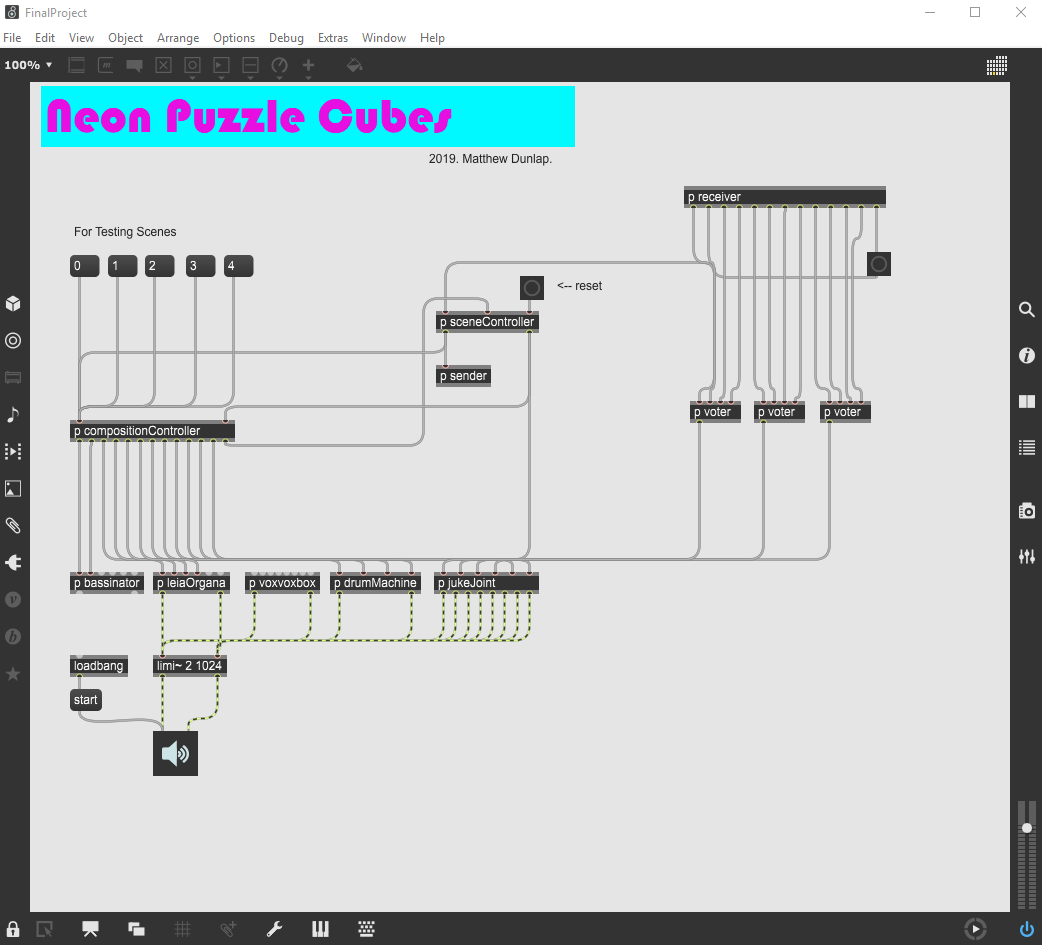 FinalProject
File Edit View Object Arrange Options Debug Extras Window Help
100%
Neon Puzzle Cubes
2019. Matthew Dunlap.
p receiver
For Testing Scenes
0 1 2 3 4
<-- reset
p sceneController
p sender
p voter p voter p voter
p compositionController
p bassinator p leiaOrgana p voxvoxbox p drumMachine p jukeJoint
loadbang limi~ 2 1024
start